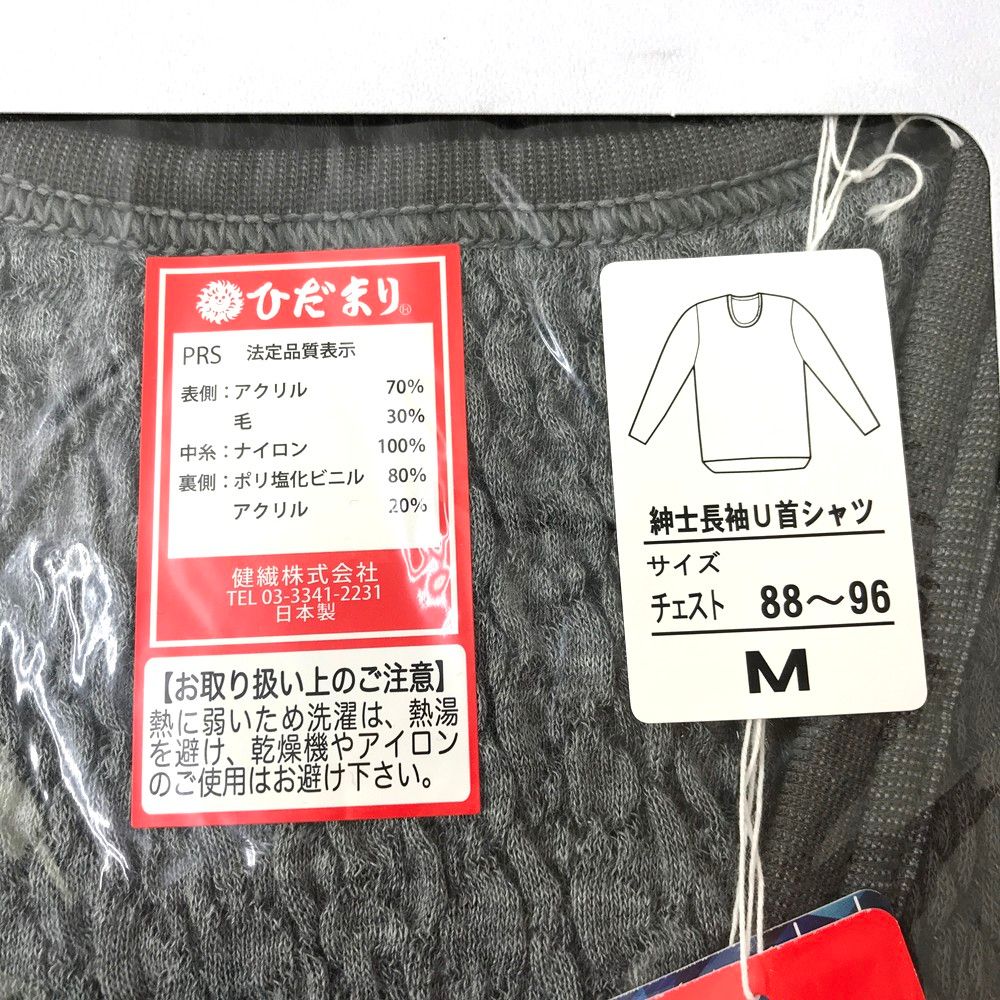 ひだまり®
PRS 法定品質表示
表側：アクリル 70%
毛 30%
中糸：ナイロン 100%
裏側：ポリ塩化ビニル 80%
アクリル 20%
健繊株式会社
TEL 03-3341-2231
日本製
【お取り扱い上のご注意】
熱に弱いため洗濯は、熱湯
を避け、乾燥機やアイロン
のご使用はお避け下さい。
紳士長袖U首シャツ
サイズ
チェスト 88～96
M